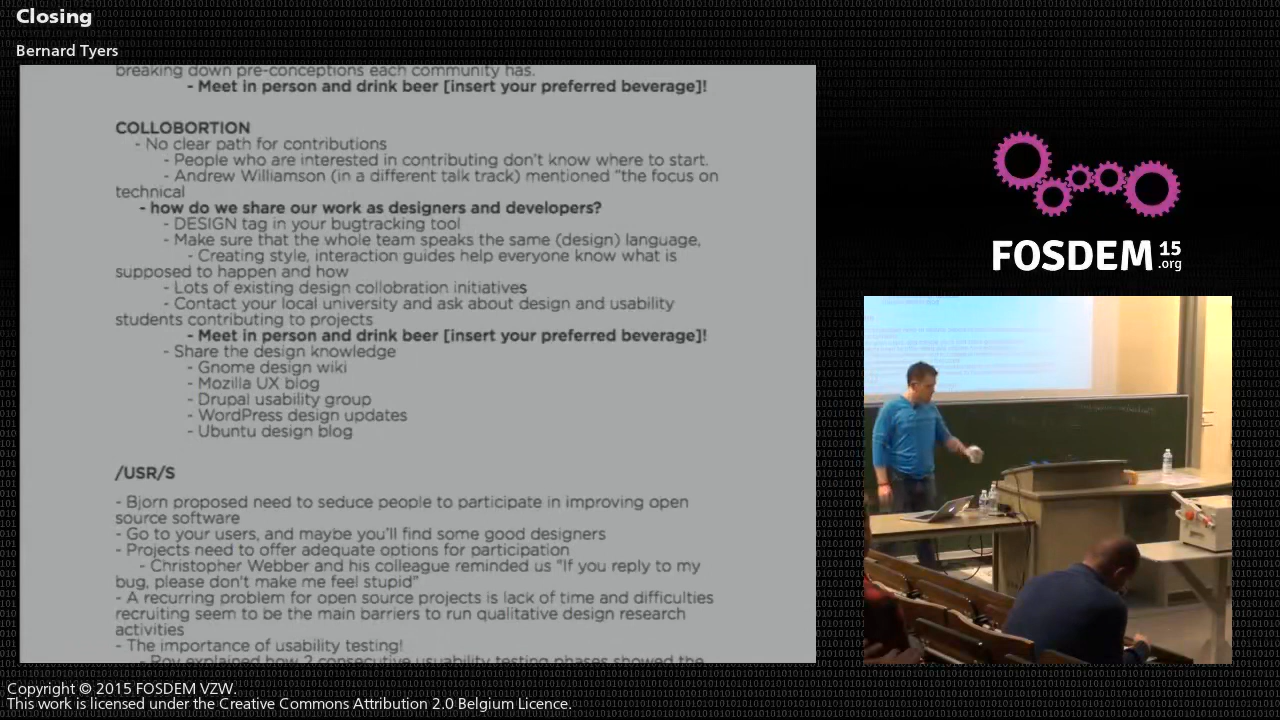 Closing
Bernard Tyers
breaking down pre-conceptions each community has.
- Meet in person and drink beer [insert your preferred beverage]!
COLLOBORTION
- No clear path for contributions
- People who are interested in contributing don't know where to start.
- Andrew Williamson (in a different talk track) mentioned "the focus on
technical
- how do we share our work as designers and developers?
- DESIGN tag in your bugtracking tool
- Make sure that the whole team speaks the same (design) language,
- Creating style, interaction guides help everyone know what is
supposed to happen and how
- Lots of existing design collobration initiatives
- Contact your local university and ask about design and usability
students contributing to projects
- Meet in person and drink beer [insert your preferred beverage]!
- Share the design knowledge
- Gnome design wiki
- Mozilla UX blog
- Drupal usability group
- WordPress design updates
- Ubuntu design blog
/USR/S
- Bjorn proposed need to seduce people to participate in improving open
source software
- Go to your users, and maybe you'll find some good designers
- Projects need to offer adequate options for participation
- Christopher Webber and his colleague reminded us "If you reply to my
bug, please don't make me feel stupid"
- A recurring problem for open source projects is lack of time and difficulties
recruiting seem to be the main barriers to run qualitative design research
activities
- The importance of usability testing!
- Roy explained how 2 consecutive usuability testing phases showed the
FOSDEM 15
.org
Copyright © 2015 FOSDEM VZW.
This work is licensed under the Creative Commons Attribution 2.0 Belgium Licence.